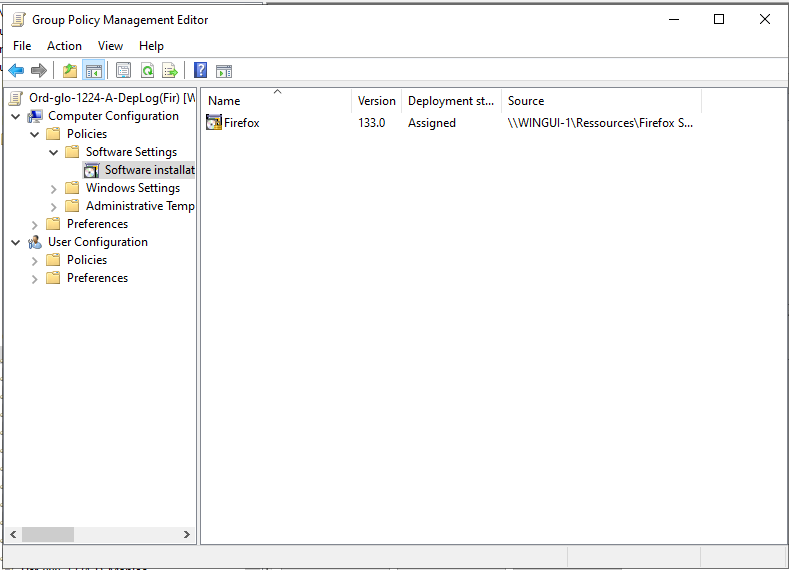 Group Policy Management Editor
File Action View Help
Ord-glo-1224-A-DepLog(Fir) [W
Computer Configuration
Policies
Software Settings
Software installat
Windows Settings
Administrative Temp
Preferences
User Configuration
Policies
Preferences
Name Version Deployment st... Source
Firefox 133.0 Assigned \\WINGUI-1\Ressources\Firefox S...